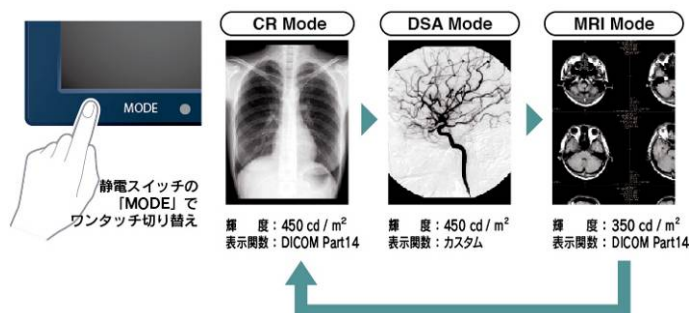 CR Mode
DSA Mode
MRI Mode
MODE
静電スイッチの
「MODE」で
ワンタッチ切り替え
輝　度：450 cd / m²
表示関数：DICOM Part14
輝　度：450 cd / m²
表示関数：カスタム
輝　度：350 cd / m²
表示関数：DICOM Part14